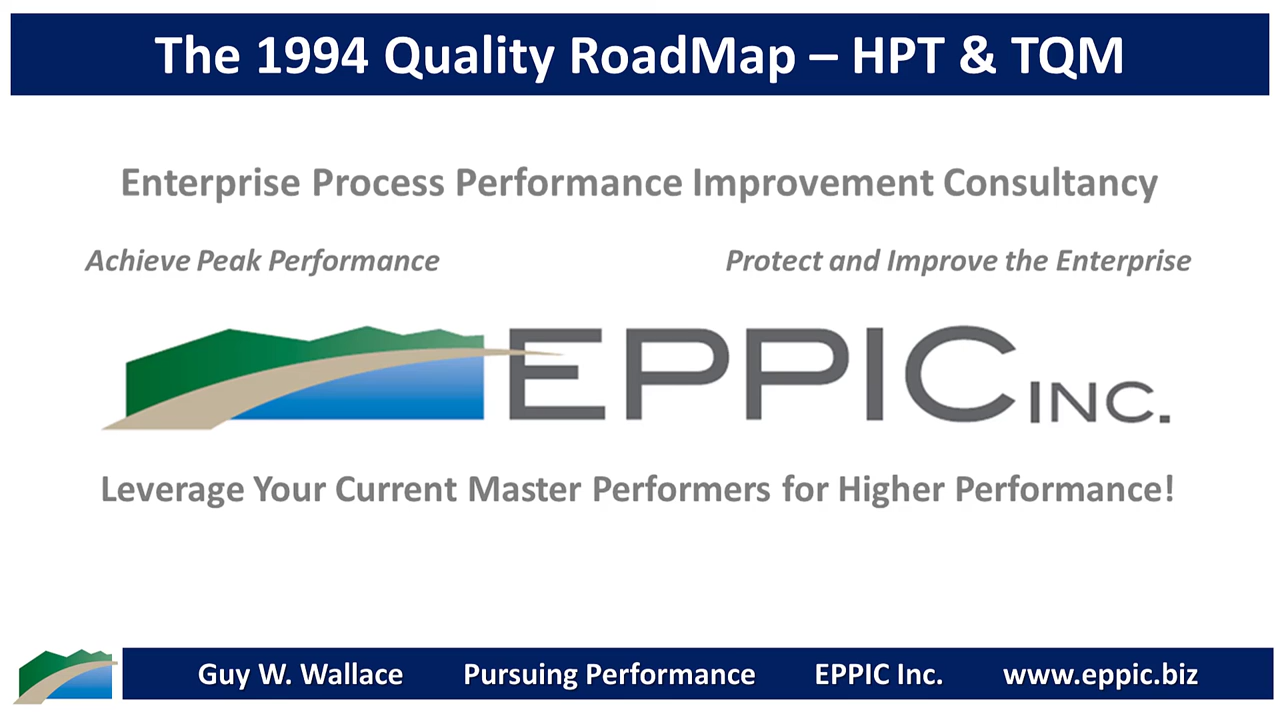 The 1994 Quality RoadMap – HPT & TQM
Enterprise Process Performance Improvement Consultancy
Achieve Peak Performance Protect and Improve the Enterprise
EPPIC INC.
Leverage Your Current Master Performers for Higher Performance!
Guy W. Wallace Pursuing Performance EPPIC Inc. www.eppic.biz